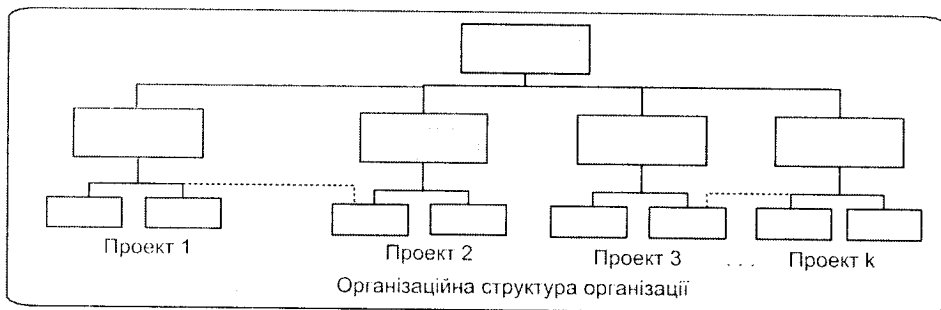 Проект 1
Проект 2
Проект 3
. . .
Проект k
Організаційна структура організації